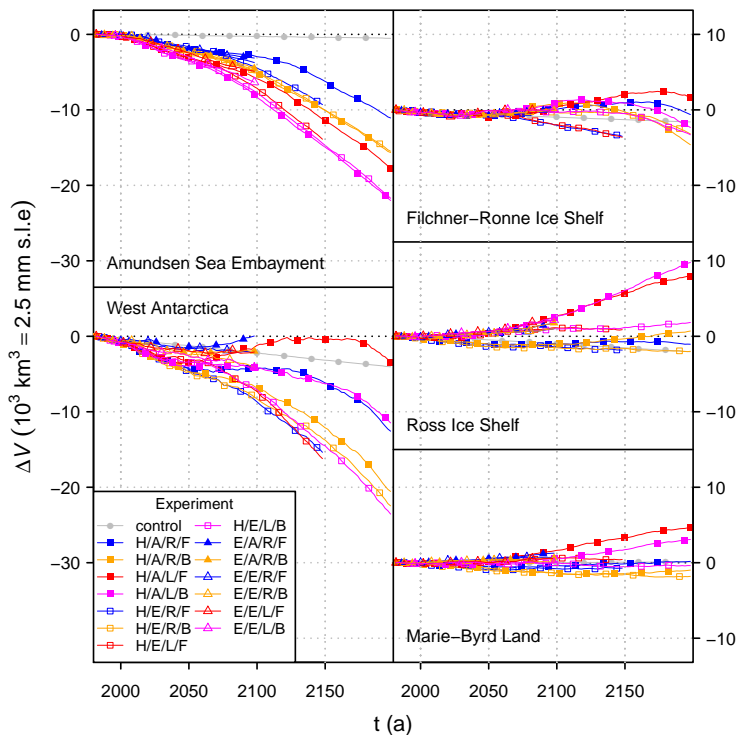 0
−10
−20
−30
Amundsen Sea Embayment
10
0
−10
Filchner−Ronne Ice Shelf
West Antarctica
0
−10
−20
−30
10
0
−10
Ross Ice Shelf
10
0
−10
Marie−Byrd Land
ΔV (10³ km³ = 2.5 mm s.l.e)
Experiment
control
H/A/R/F
H/A/R/B
H/A/L/F
H/A/L/B
H/E/R/F
H/E/R/B
H/E/L/F
H/E/L/B
E/A/R/F
E/A/R/B
E/E/R/F
E/E/R/B
E/E/L/F
E/E/L/B
2000 2050 2100 2150
2000 2050 2100 2150
t (a)